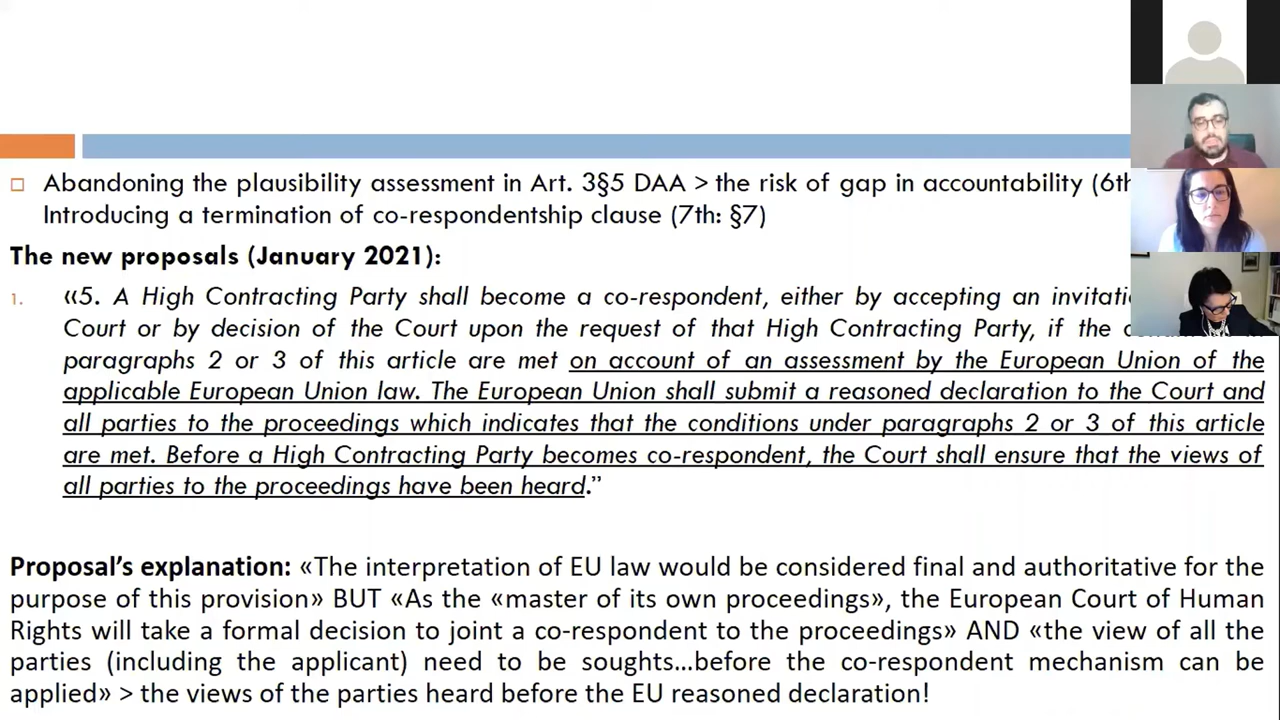 Abandoning the plausibility assessment in Art. 3§5 DAA > the risk of gap in accountability (6th
Introducing a termination of co-respondentship clause (7th: §7)
The new proposals (January 2021):
1. «5. A High Contracting Party shall become a co-respondent, either by accepting an
Court or by decision of the Court upon the request of that High Contracting Party, if the
paragraphs 2 or 3 of this article are met on account of an assessment by the European Union of the
applicable European Union law. The European Union shall submit a reasoned declaration to the Court and
all parties to the proceedings which indicates that the conditions under paragraphs 2 or 3 of this article
are met. Before a High Contracting Party becomes co-respondent, the Court shall ensure that the views of
all parties to the proceedings have been heard.”
Proposal’s explanation: «The interpretation of EU law would be considered final and authoritative for the
purpose of this provision» BUT «As the «master of its own proceedings», the European Court of Human
Rights will take a formal decision to joint a co-respondent to the proceedings» AND «the view of all the
parties (including the applicant) need to be soughts…before the co-respondent mechanism can be
applied» > the views of the parties heard before the EU reasoned declaration!